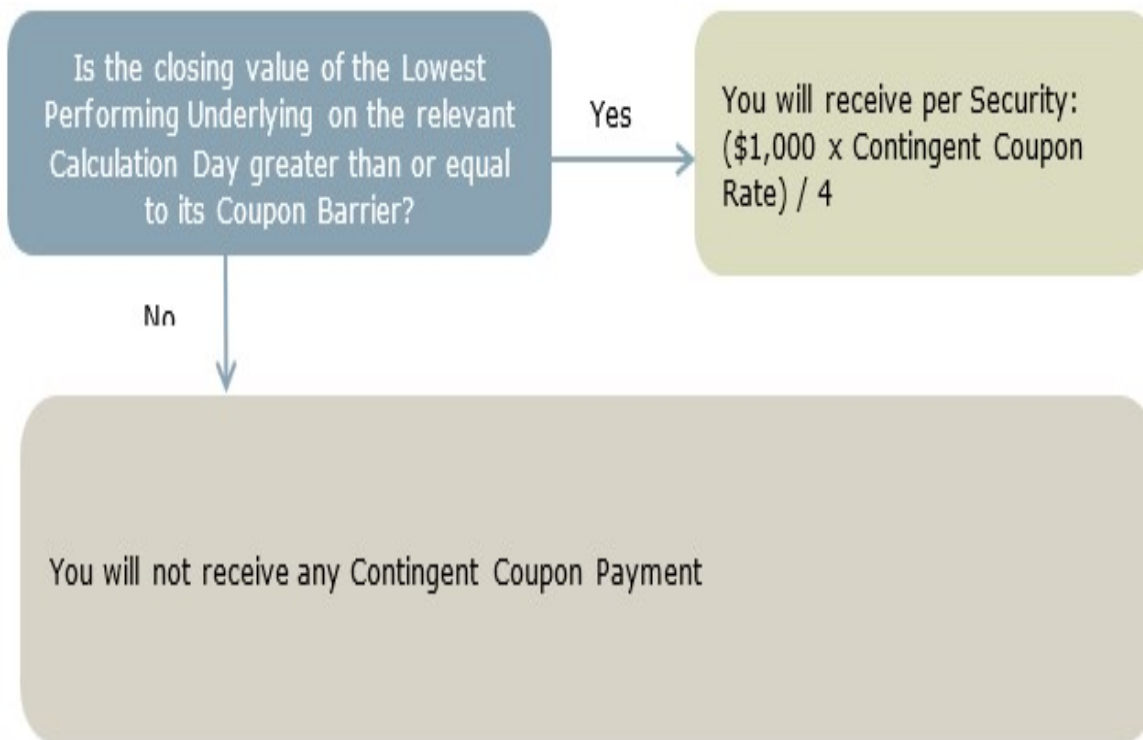 Is the closing value of the Lowest
Performing Underlying on the relevant
Calculation Day greater than or equal
to its Coupon Barrier?
Yes
You will receive per Security:
($1,000 x Contingent Coupon
Rate) / 4
No
You will not receive any Contingent Coupon Payment